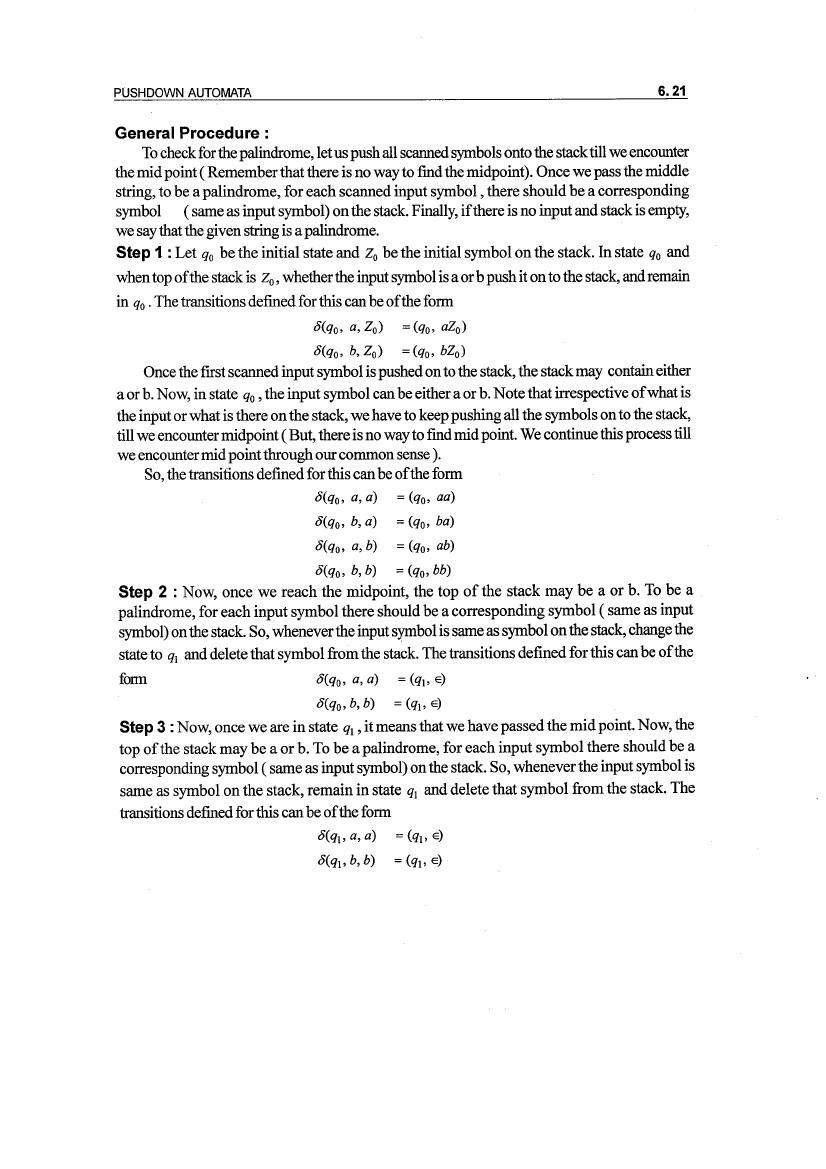 PUSHDOWN AUTOMATA 6.21
General Procedure :
To check for the palindrome, let us push all scanned symbols onto the stack till we encounter
the mid point ( Remember that there is no way to find the midpoint). Once we pass the middle
string, to be a palindrome, for each scanned input symbol , there should be a corresponding
symbol ( same as input symbol) on the stack. Finally, if there is no input and stack is empty,
we say that the given string is a palindrome.
Step 1 : Let q₀ be the initial state and Z₀ be the initial symbol on the stack. In state q₀ and
when top of the stack is Z₀, whether the input symbol is a or b push it on to the stack, and remain
in q₀ . The transitions defined for this can be of the form
δ(q₀, a, Z₀) = (q₀, aZ₀)
δ(q₀, b, Z₀) = (q₀, bZ₀)
Once the first scanned input symbol is pushed on to the stack, the stack may contain either
a or b. Now, in state q₀ , the input symbol can be either a or b. Note that irrespective of what is
the input or what is there on the stack, we have to keep pushing all the symbols on to the stack,
till we encounter midpoint ( But, there is no way to find mid point. We continue this process till
we encounter mid point through our common sense ).
So, the transitions defined for this can be of the form
δ(q₀, a, a) = (q₀, aa)
δ(q₀, b, a) = (q₀, ba)
δ(q₀, a, b) = (q₀, ab)
δ(q₀, b, b) = (q₀, bb)
Step 2 : Now, once we reach the midpoint, the top of the stack may be a or b. To be a
palindrome, for each input symbol there should be a corresponding symbol ( same as input
symbol) on the stack. So, whenever the input symbol is same as symbol on the stack, change the
state to q₁ and delete that symbol from the stack. The transitions defined for this can be of the
form δ(q₀, a, a) = (q₁, ∈)
δ(q₀, b, b) = (q₁, ∈)
Step 3 : Now, once we are in state q₁ , it means that we have passed the mid point. Now, the
top of the stack may be a or b. To be a palindrome, for each input symbol there should be a
corresponding symbol ( same as input symbol) on the stack. So, whenever the input symbol is
same as symbol on the stack, remain in state q₁ and delete that symbol from the stack. The
transitions defined for this can be of the form
δ(q₁, a, a) = (q₁, ∈)
δ(q₁, b, b) = (q₁, ∈)